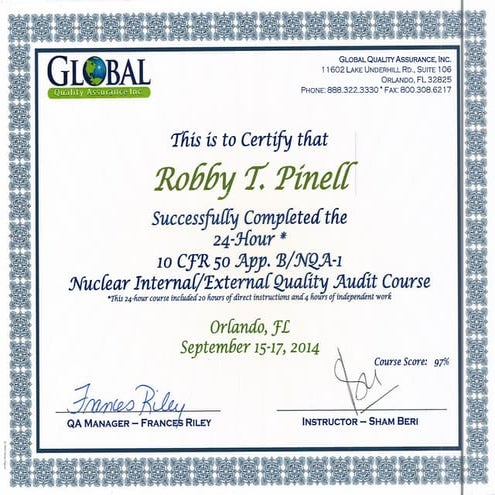 GLOBAL
Quality Assurance Inc.
GLOBAL QUALITY ASSURANCE, INC.
11602 LAKE UNDERHILL RD., SUITE 106
ORLANDO, FL 32825
PHONE: 888.322.3330 * FAX: 800.308.6217
This is to Certify that
Robby T. Pinell
Successfully Completed the
24-Hour *
10 CFR 50 App. B/NQA-1
Nuclear Internal/External Quality Audit Course
*This 24-hour course included 20 hours of direct instructions and 4 hours of independent work
Orlando, FL
September 15-17, 2014
Course Score: 97%
Frances Riley
QA MANAGER – FRANCES RILEY
INSTRUCTOR – SHAM BERI